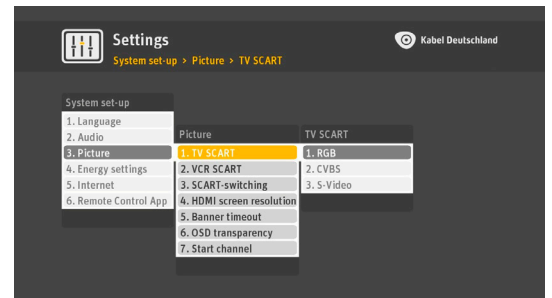 Settings
Kabel Deutschland
System set-up > Picture > TV SCART
System set-up
1. Language
2. Audio
3. Picture
4. Energy settings
5. Internet
6. Remote Control App
Picture
1. TV SCART
2. VCR SCART
3. SCART-switching
4. HDMI screen resolution
5. Banner timeout
6. OSD transparency
7. Start channel
TV SCART
1. RGB
2. CVBS
3. S-Video